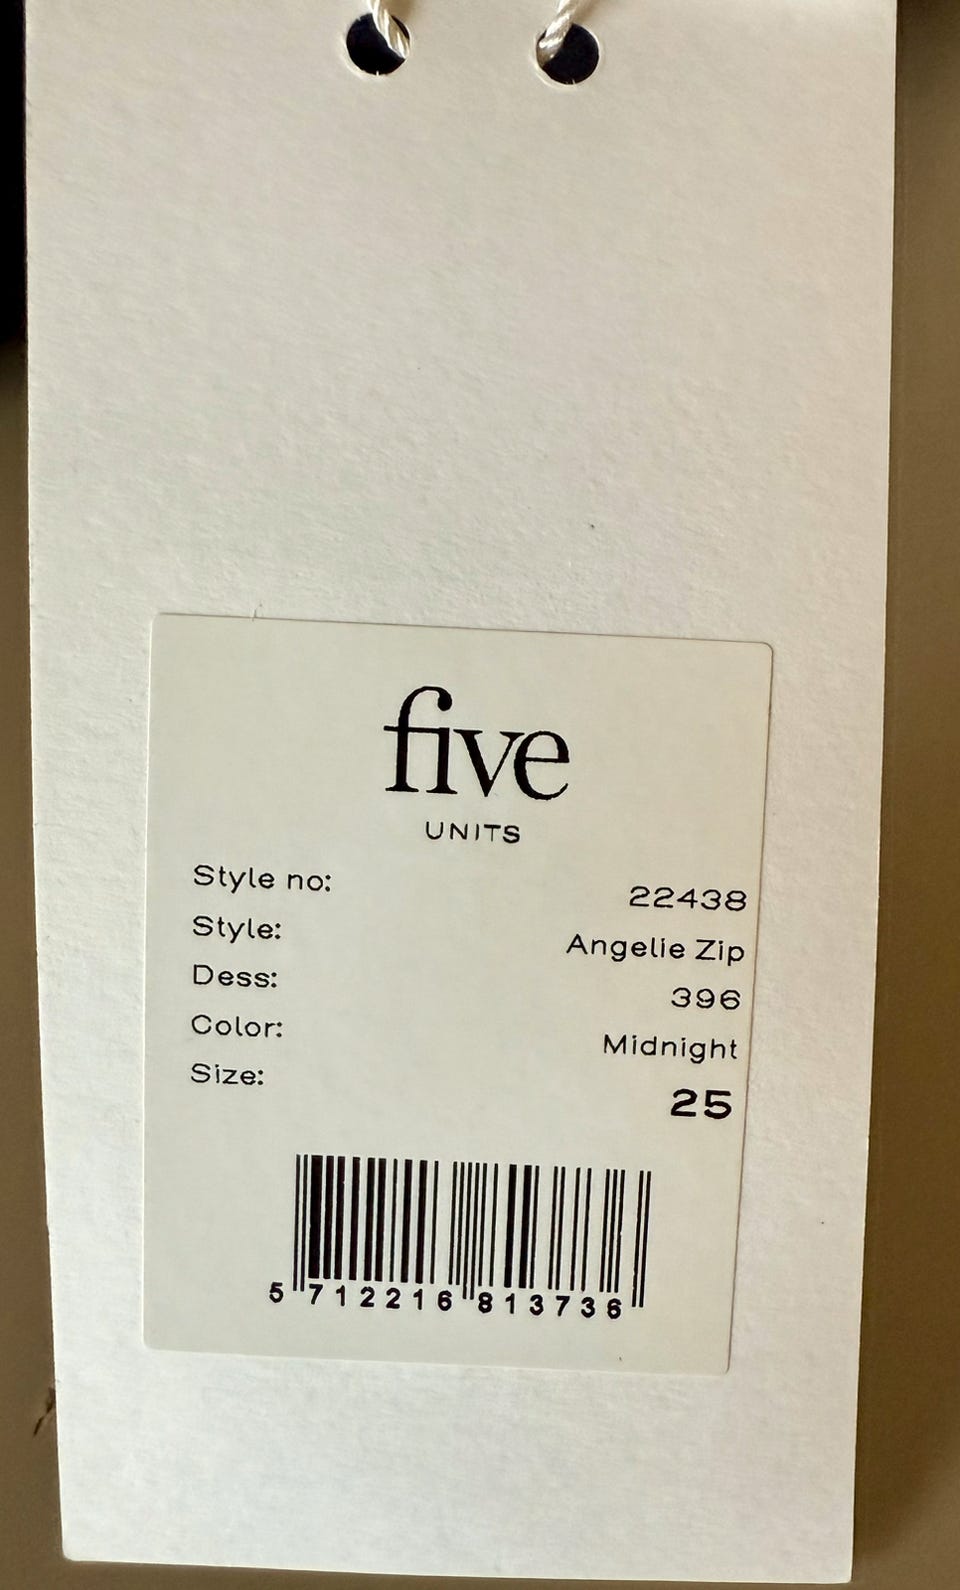 five
UNITS
Style no: 22438
Style: Angelie Zip
Dess: 396
Color: Midnight
Size: 25
5 712216 813736